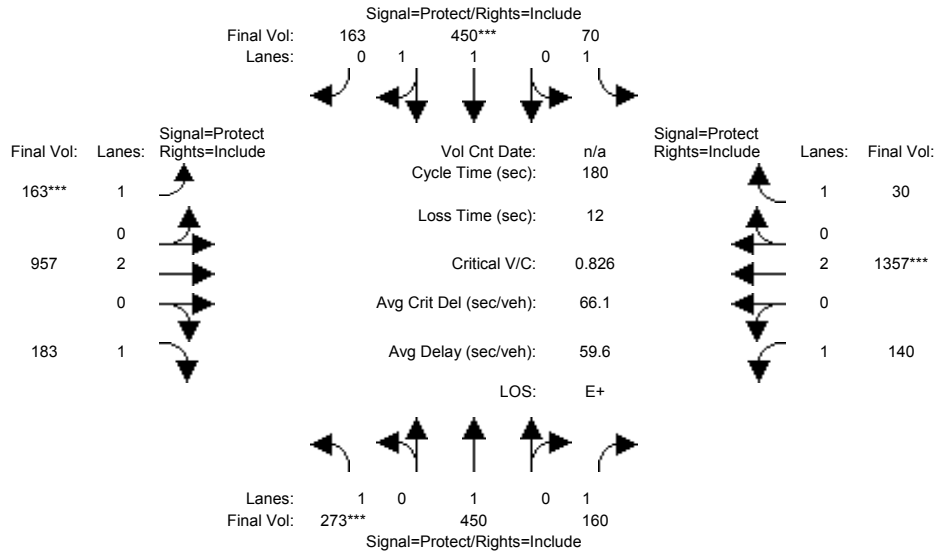 Signal=Protect/Rights=Include
Final Vol: 163 450*** 70
Lanes: 0 1 1 0 1
Signal=Protect Signal=Protect
Final Vol: Lanes: Rights=Include Vol Cnt Date: n/a Rights=Include Lanes: Final Vol:
Cycle Time (sec): 180
163*** 1 1 30
Loss Time (sec): 12
0 0
957 2 Critical V/C: 0.826 2 1357***
0 Avg Crit Del (sec/veh): 66.1 0
183 1 Avg Delay (sec/veh): 59.6 1 140
LOS: E+
Lanes: 1 0 1 0 1
Final Vol: 273*** 450 160
Signal=Protect/Rights=Include